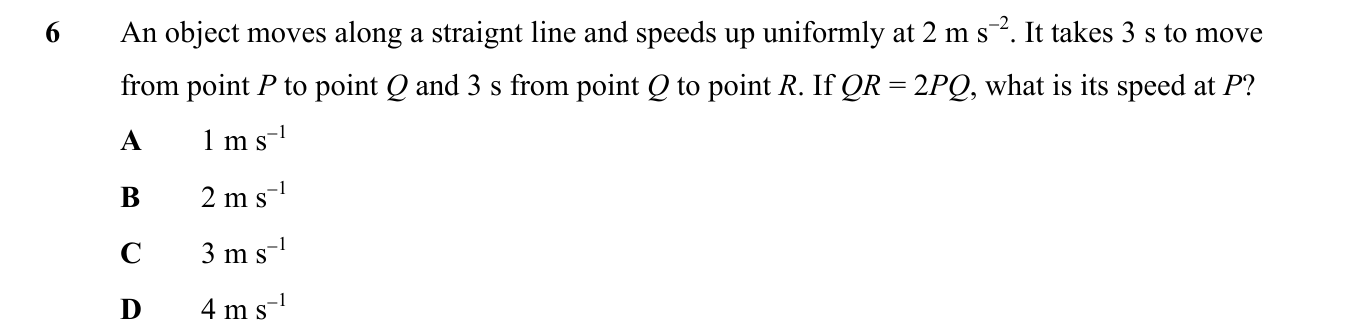 6 An object moves along a straignt line and speeds up uniformly at 2 m s⁻². It takes 3 s to move
from point P to point Q and 3 s from point Q to point R. If QR = 2PQ, what is its speed at P?
A 1 m s⁻¹
B 2 m s⁻¹
C 3 m s⁻¹
D 4 m s⁻¹